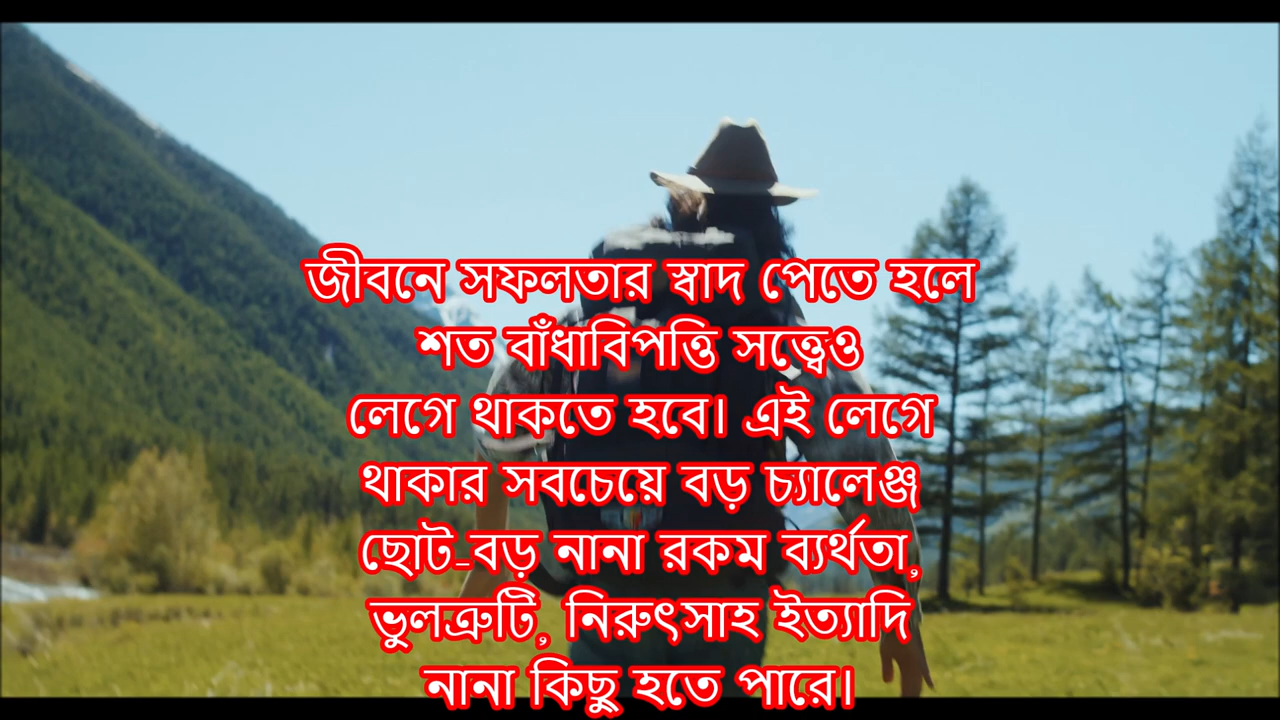 জীবনে সফলতার স্বাদ পেতে হলে
শত বাঁধাবিপত্তি সত্ত্বেও
লেগে থাকতে হবে। এই লেগে
থাকার সবচেয়ে বড় চ্যালেঞ্জ
ছোট-বড় নানা রকম ব্যর্থতা,
ভুলত্রুটি, নিরুৎসাহ ইত্যাদি
নানা কিছু হতে পারে।